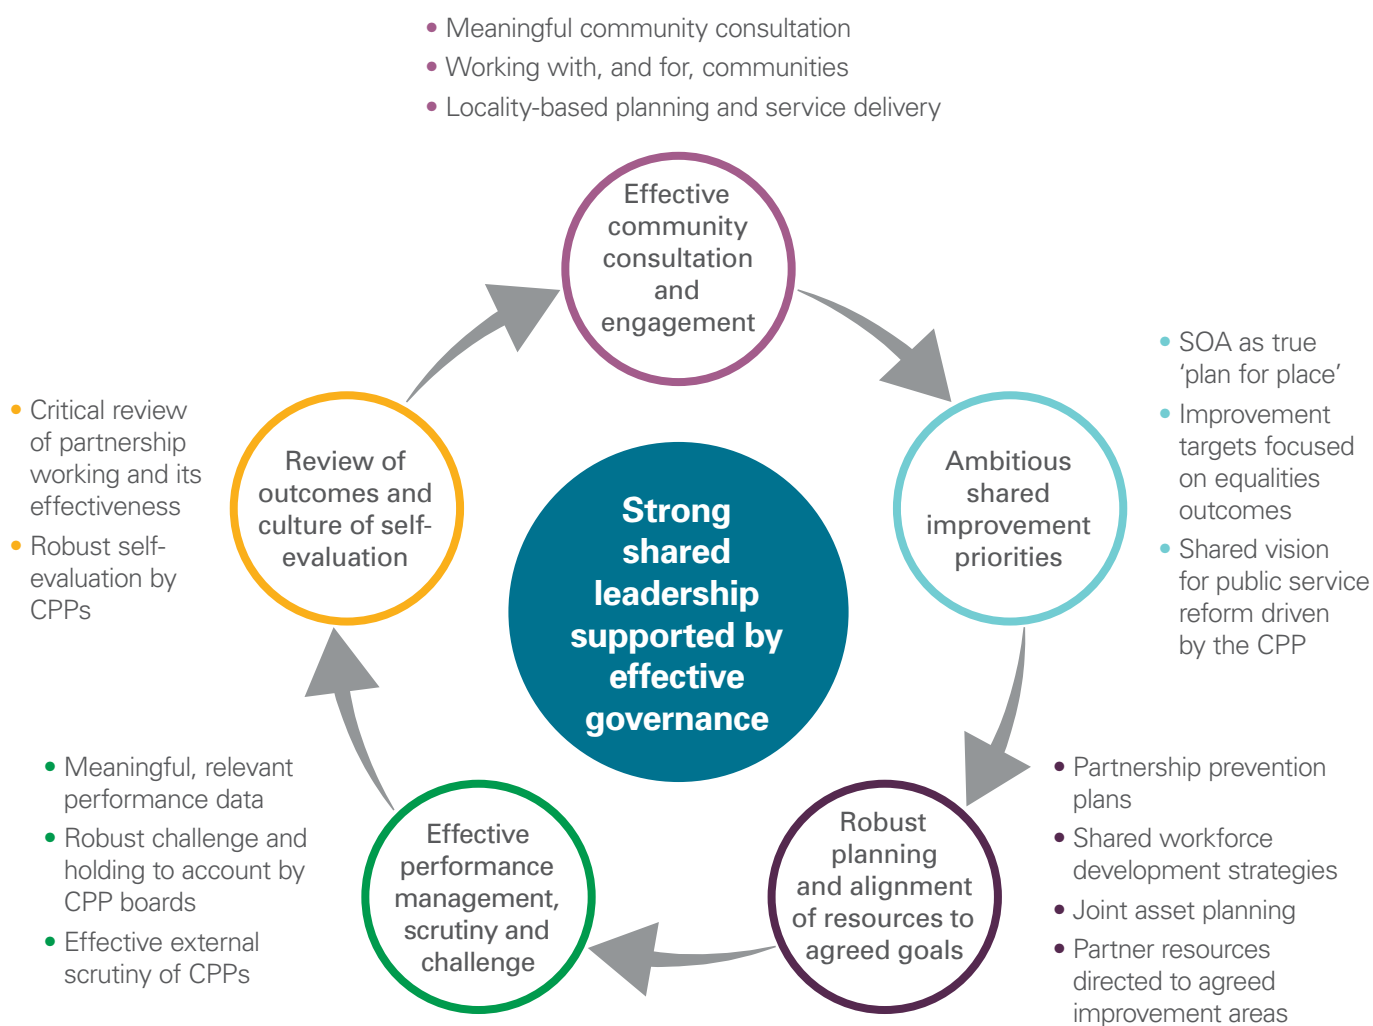 • Meaningful community consultation
• Working with, and for, communities
• Locality-based planning and service delivery
Effective
community
consultation
and
engagement
• SOA as true
'plan for place'
• Improvement
targets focused
on equalities
outcomes
• Shared vision
for public service
reform driven
by the CPP
Ambitious
shared
improvement
priorities
• Critical review
of partnership
working and its
effectiveness
• Robust self-
evaluation by
CPPs
Review of
outcomes and
culture of self-
evaluation
Strong
shared
leadership
supported by
effective
governance
• Meaningful, relevant
performance data
• Robust challenge and
holding to account by
CPP boards
• Effective external
scrutiny of CPPs
Effective
performance
management,
scrutiny and
challenge
Robust
planning
and alignment
of resources to
agreed goals
• Partnership prevention
plans
• Shared workforce
development strategies
• Joint asset planning
• Partner resources
directed to agreed
improvement areas